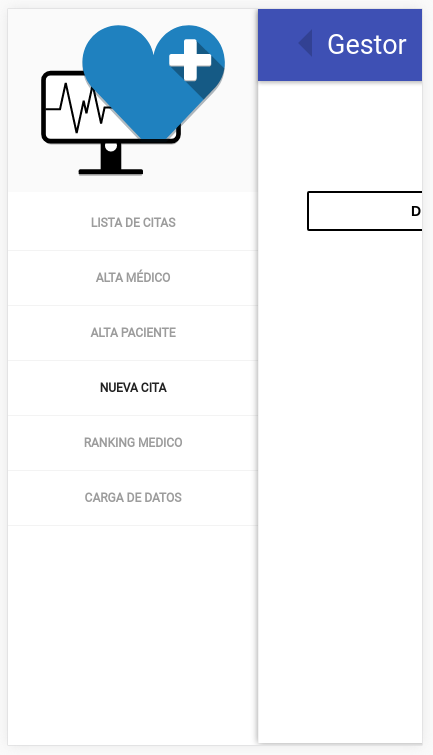 Gestor
LISTA DE CITAS
ALTA MÉDICO
ALTA PACIENTE
NUEVA CITA
RANKING MEDICO
CARGA DE DATOS
D